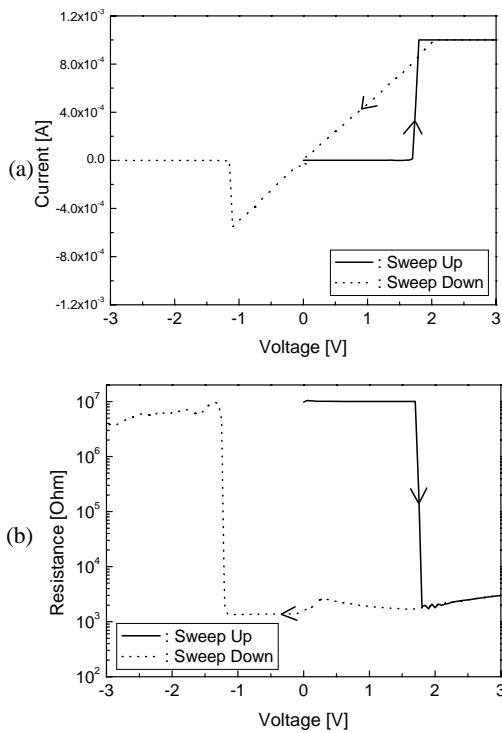 (a)
Current [A]
1.2x10⁻³
8.0x10⁻⁴
4.0x10⁻⁴
0.0
-4.0x10⁻⁴
-8.0x10⁻⁴
-1.2x10⁻³
-3 -2 -1 0 1 2 3
Voltage [V]
: Sweep Up
: Sweep Down
(b)
Resistance [Ohm]
10⁷
10⁶
10⁵
10⁴
10³
10²
-3 -2 -1 0 1 2 3
Voltage [V]
: Sweep Up
: Sweep Down